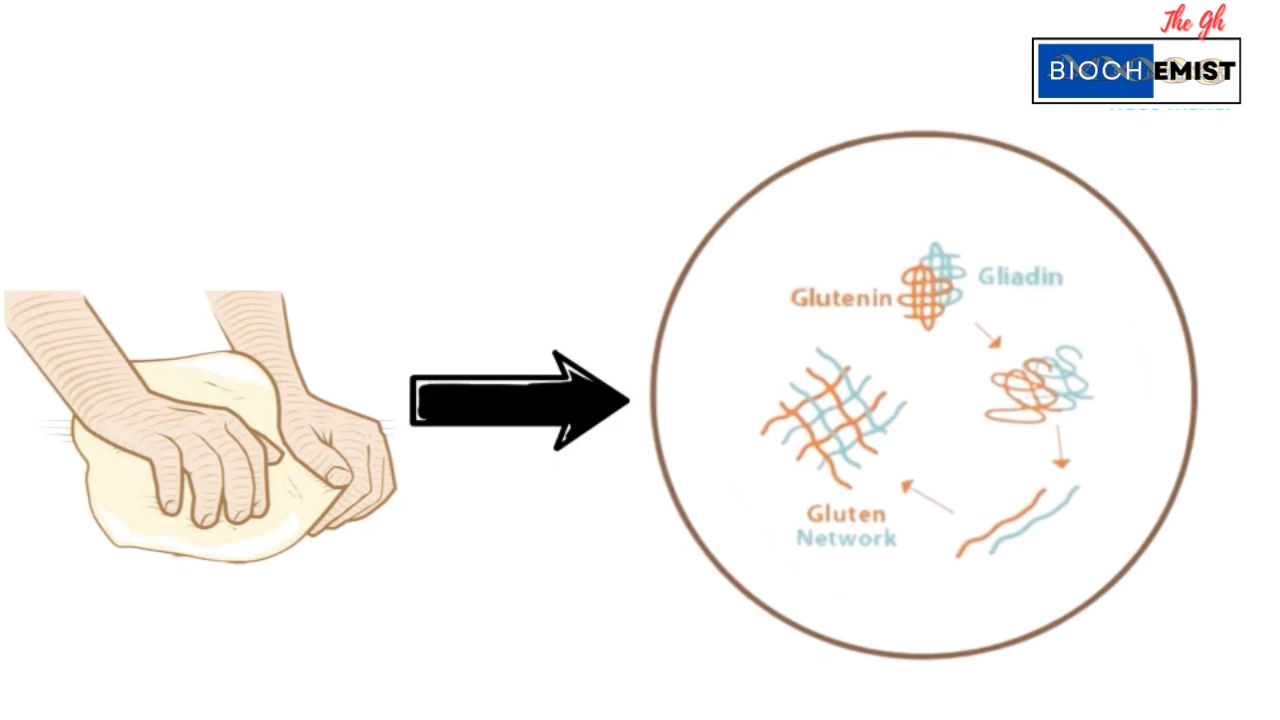 The Gh
BIOCHEMIST
Glutenin
Gliadin
Gluten
Network